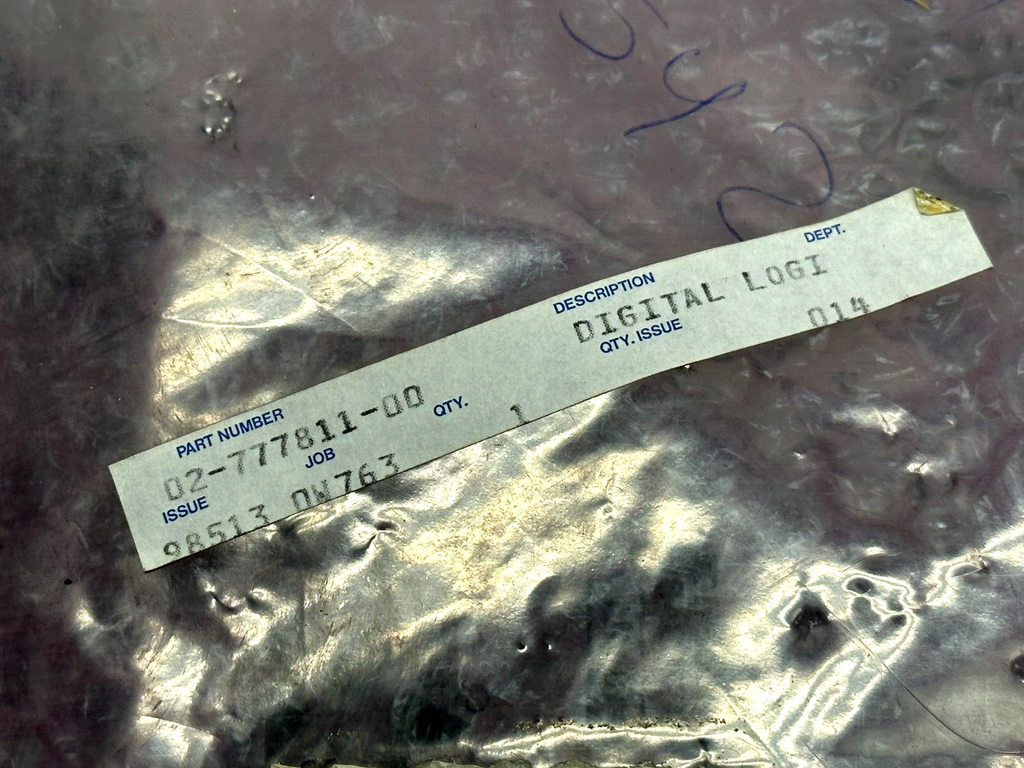 PART NUMBER DESCRIPTION DEPT.
02-777811-00 DIGITAL LOGI
ISSUE JOB QTY. QTY. ISSUE
98513 0W763 1 014